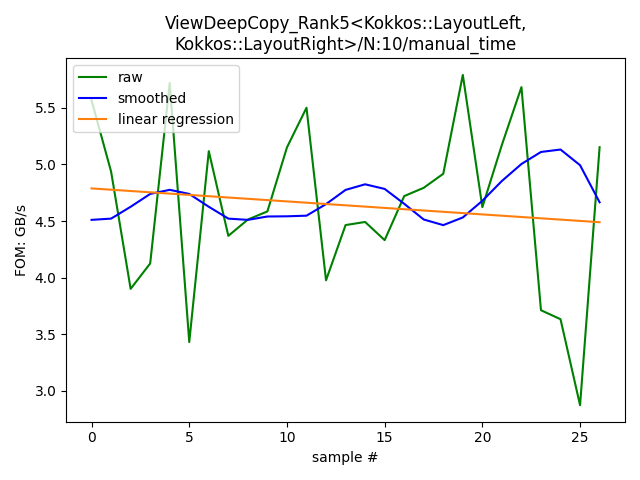 ViewDeepCopy_Rank5<Kokkos::LayoutLeft,
Kokkos::LayoutRight>/N:10/manual_time
raw
smoothed
linear regression
FOM: GB/s
5.5
5.0
4.5
4.0
3.5
3.0
0 5 10 15 20 25
sample #